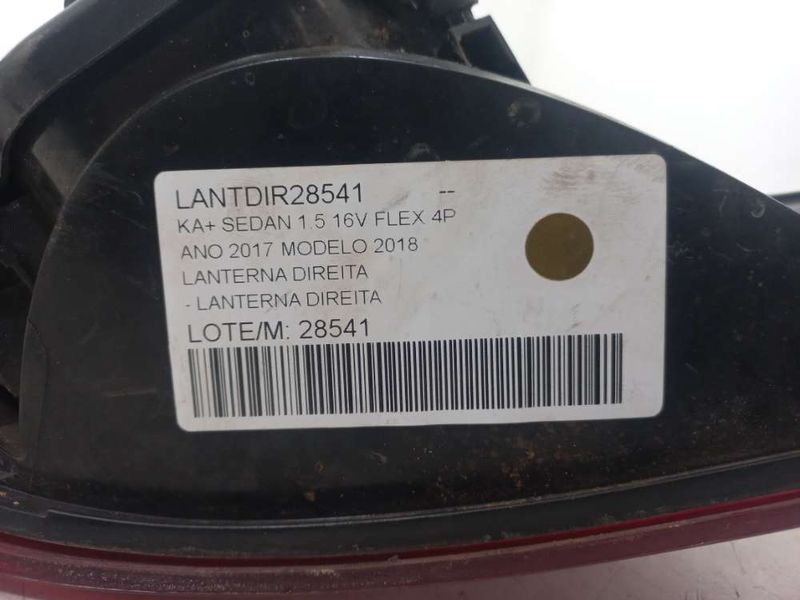 LANTDIR28541 --
KA+ SEDAN 1.5 16V FLEX 4P
ANO 2017 MODELO 2018
LANTERNA DIREITA
- LANTERNA DIREITA
LOTE/M: 28541